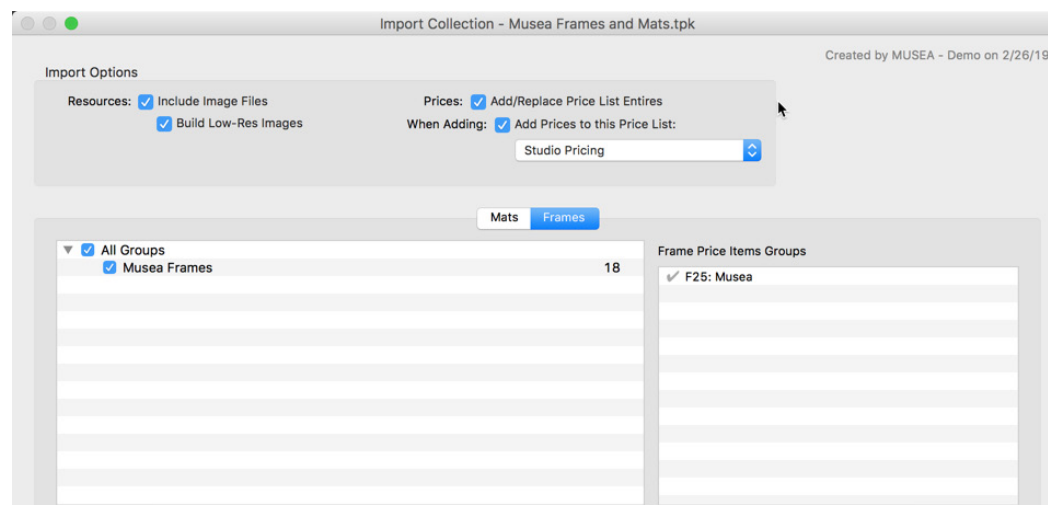 Import Collection - Musea Frames and Mats.tpk
Created by MUSEA - Demo on 2/26/19
Import Options
Resources: Include Image Files
Prices: Add/Replace Price List Entires
Build Low-Res Images
When Adding: Add Prices to this Price List:
Studio Pricing
Mats Frames
All Groups
Frame Price Items Groups
Musea Frames 18
F25: Musea